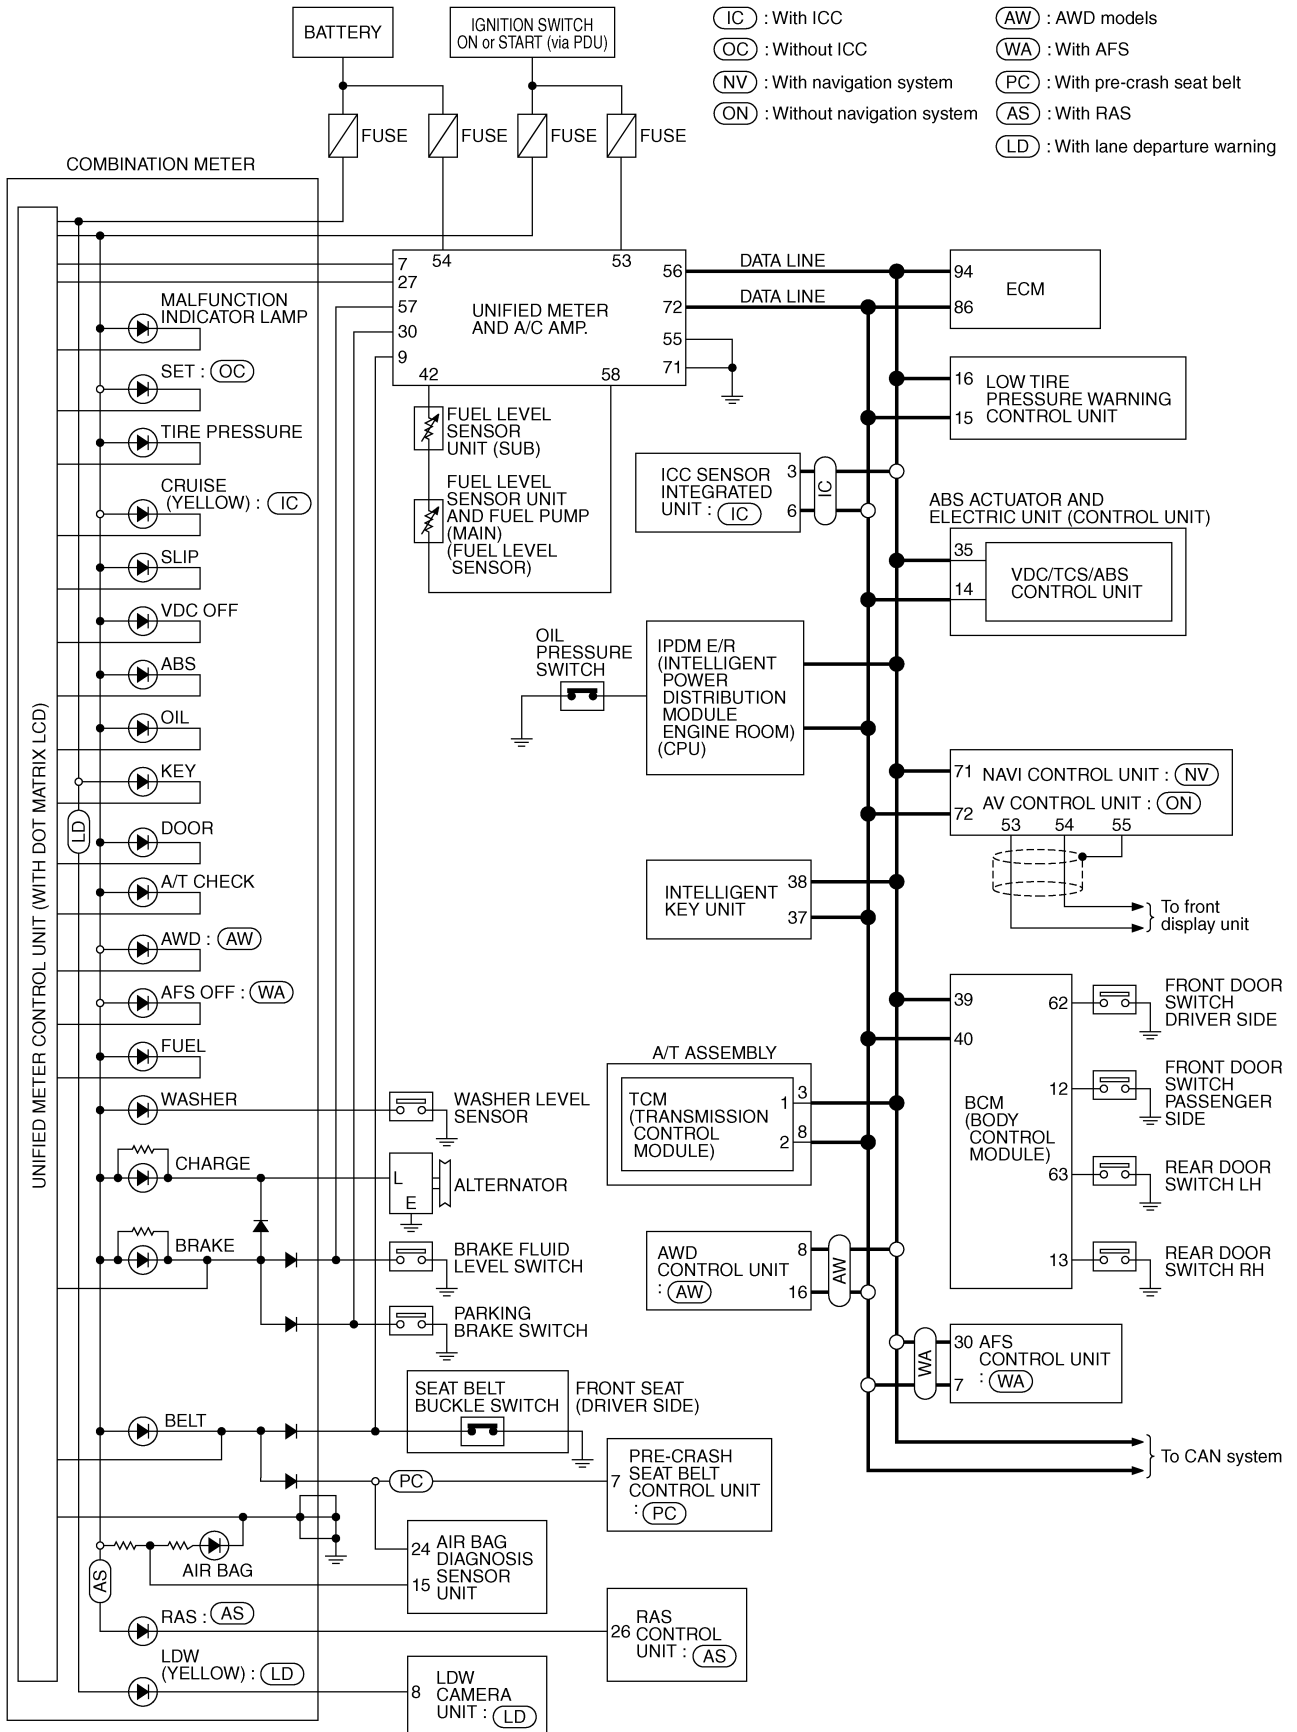 BATTERY
IGNITION SWITCH
ON or START (via PDU)
IC : With ICC
OC : Without ICC
NV : With navigation system
ON : Without navigation system
AW : AWD models
WA : With AFS
PC : With pre-crash seat belt
AS : With RAS
LD : With lane departure warning
FUSE
FUSE
FUSE
FUSE
COMBINATION METER
UNIFIED METER CONTROL UNIT (WITH DOT MATRIX LCD)
MALFUNCTION
INDICATOR LAMP
SET : OC
TIRE PRESSURE
CRUISE
(YELLOW) : IC
SLIP
VDC OFF
ABS
OIL
KEY
LD
DOOR
A/T CHECK
AWD : AW
AFS OFF : WA
FUEL
WASHER
CHARGE
BRAKE
BELT
AIR BAG
AS
RAS : AS
LDW
(YELLOW) : LD
7
27
57
30
9
54
53
UNIFIED METER
AND A/C AMP.
56
72
55
71
42
58
FUEL LEVEL
SENSOR
UNIT (SUB)
FUEL LEVEL
SENSOR UNIT
AND FUEL PUMP
(MAIN)
(FUEL LEVEL
SENSOR)
DATA LINE
DATA LINE
94
86
ECM
16
15
LOW TIRE
PRESSURE WARNING
CONTROL UNIT
ICC SENSOR
INTEGRATED
UNIT : IC
3
6
IC
ABS ACTUATOR AND
ELECTRIC UNIT (CONTROL UNIT)
35
14
VDC/TCS/ABS
CONTROL UNIT
OIL
PRESSURE
SWITCH
IPDM E/R
(INTELLIGENT
POWER
DISTRIBUTION
MODULE
ENGINE ROOM)
(CPU)
71 NAVI CONTROL UNIT : NV
72 AV CONTROL UNIT : ON
53
54
55
To front
display unit
INTELLIGENT
KEY UNIT
38
37
39
40
BCM
(BODY
CONTROL
MODULE)
62
12
63
13
FRONT DOOR
SWITCH
DRIVER SIDE
FRONT DOOR
SWITCH
PASSENGER
SIDE
REAR DOOR
SWITCH LH
REAR DOOR
SWITCH RH
A/T ASSEMBLY
TCM
(TRANSMISSION
CONTROL
MODULE)
1
2
3
8
WASHER LEVEL
SENSOR
L
E
ALTERNATOR
BRAKE FLUID
LEVEL SWITCH
PARKING
BRAKE SWITCH
AWD
CONTROL UNIT
: AW
8
16
AW
WA
30
7
AFS
CONTROL UNIT
: WA
SEAT BELT
BUCKLE SWITCH
FRONT SEAT
(DRIVER SIDE)
PC
7
PRE-CRASH
SEAT BELT
CONTROL UNIT
: PC
To CAN system
24
15
AIR BAG
DIAGNOSIS
SENSOR
UNIT
26
RAS
CONTROL
UNIT : AS
8
LDW
CAMERA
UNIT : LD